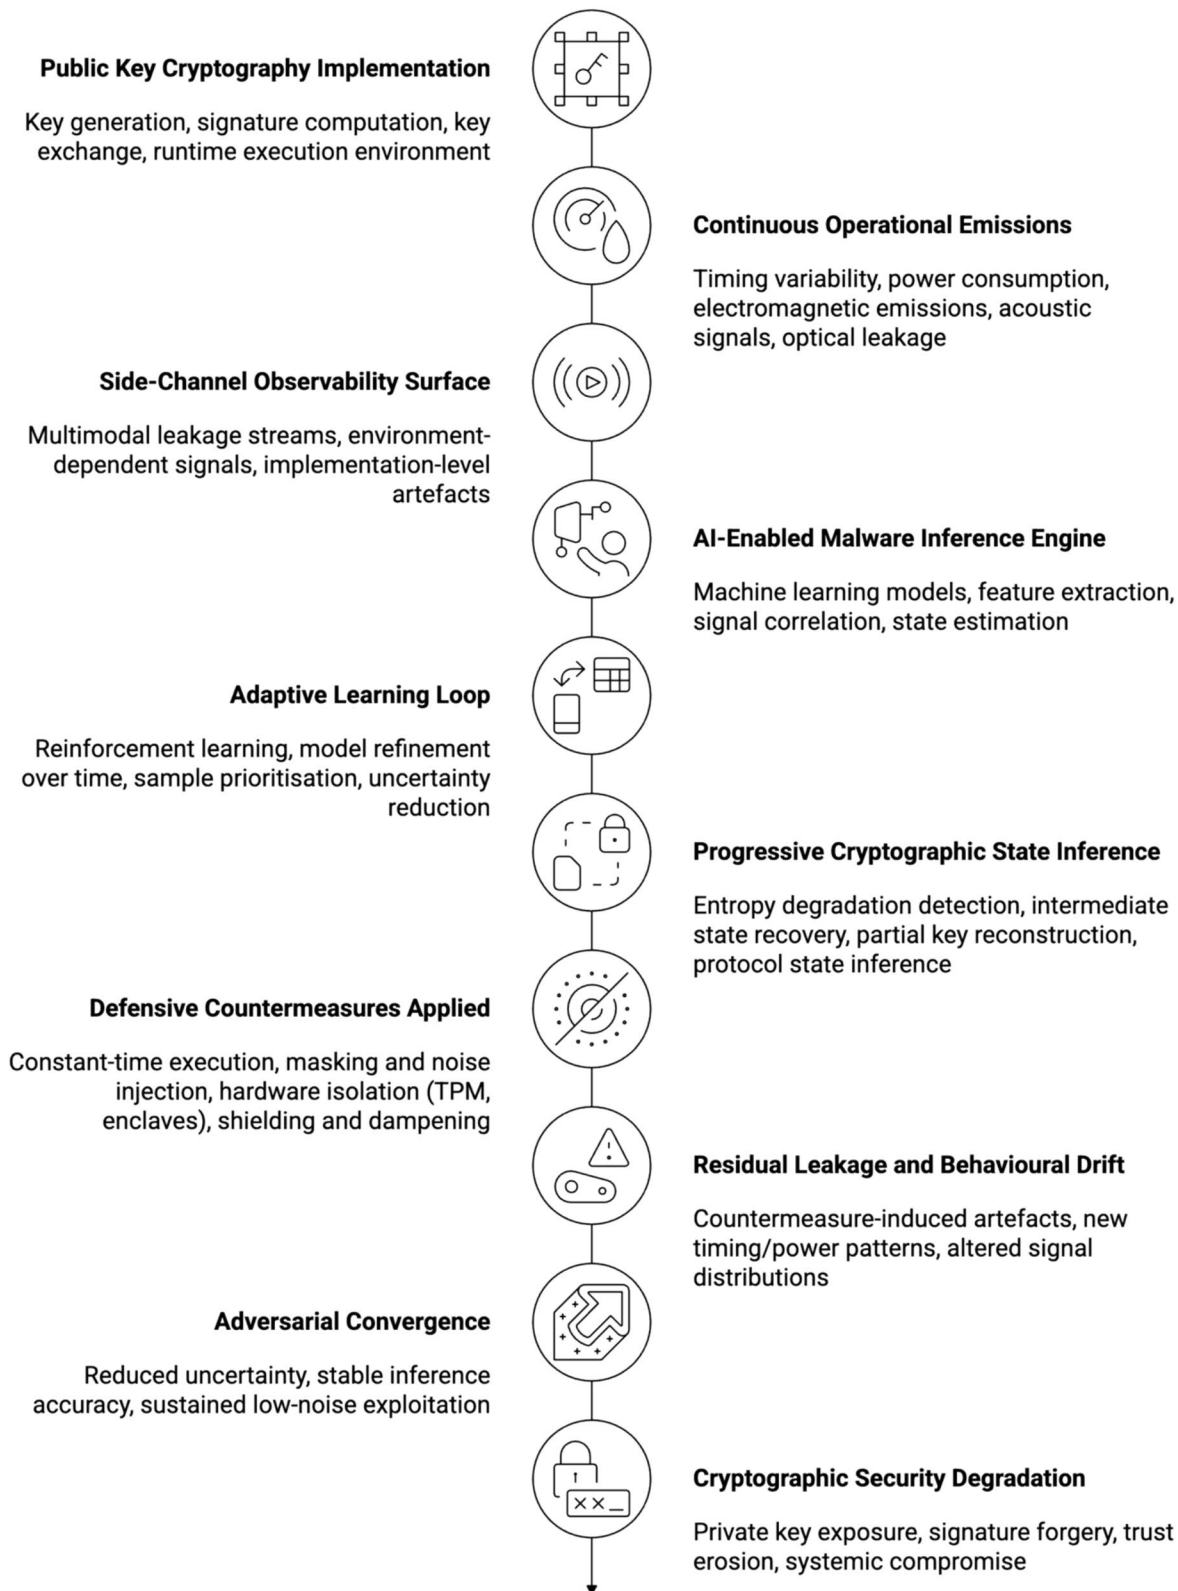 Public Key Cryptography Implementation
Key generation, signature computation, key
exchange, runtime execution environment
Continuous Operational Emissions
Timing variability, power consumption,
electromagnetic emissions, acoustic
signals, optical leakage
Side-Channel Observability Surface
Multimodal leakage streams, environment-
dependent signals, implementation-level
artefacts
AI-Enabled Malware Inference Engine
Machine learning models, feature extraction,
signal correlation, state estimation
Adaptive Learning Loop
Reinforcement learning, model refinement
over time, sample prioritisation, uncertainty
reduction
Progressive Cryptographic State Inference
Entropy degradation detection, intermediate
state recovery, partial key reconstruction,
protocol state inference
Defensive Countermeasures Applied
Constant-time execution, masking and noise
injection, hardware isolation (TPM,
enclaves), shielding and dampening
Residual Leakage and Behavioural Drift
Countermeasure-induced artefacts, new
timing/power patterns, altered signal
distributions
Adversarial Convergence
Reduced uncertainty, stable inference
accuracy, sustained low-noise exploitation
Cryptographic Security Degradation
Private key exposure, signature forgery, trust
erosion, systemic compromise